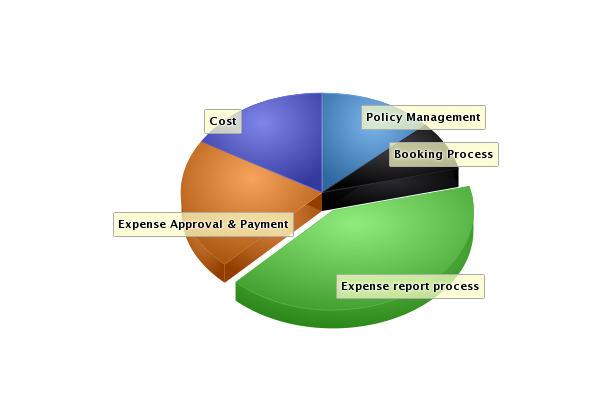 Policy Management
Cost
Booking Process
Expense Approval & Payment
Expense report process